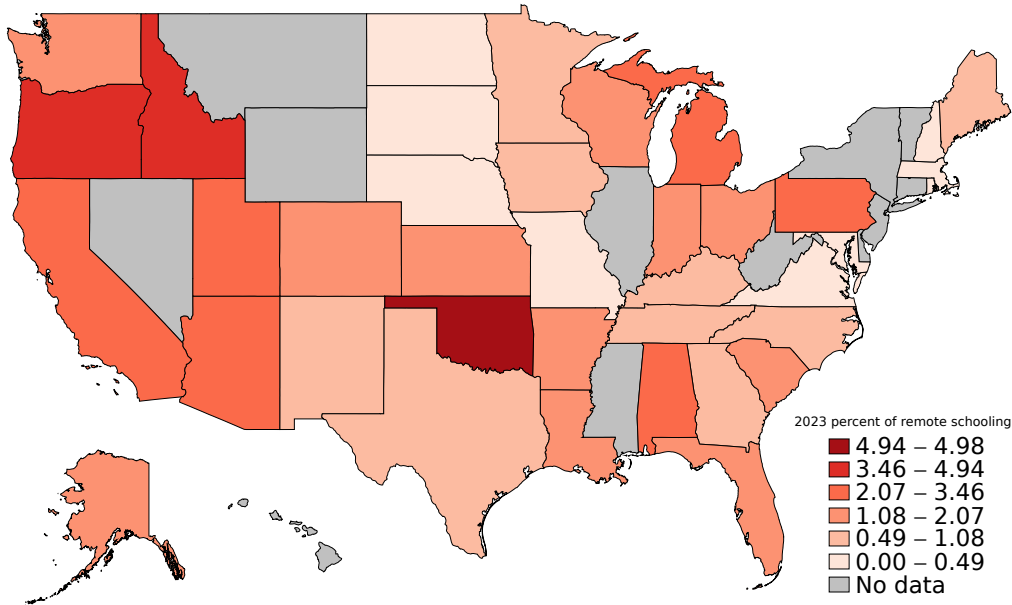 2023 percent of remote schooling
4.94 – 4.98
3.46 – 4.94
2.07 – 3.46
1.08 – 2.07
0.49 – 1.08
0.00 – 0.49
No data